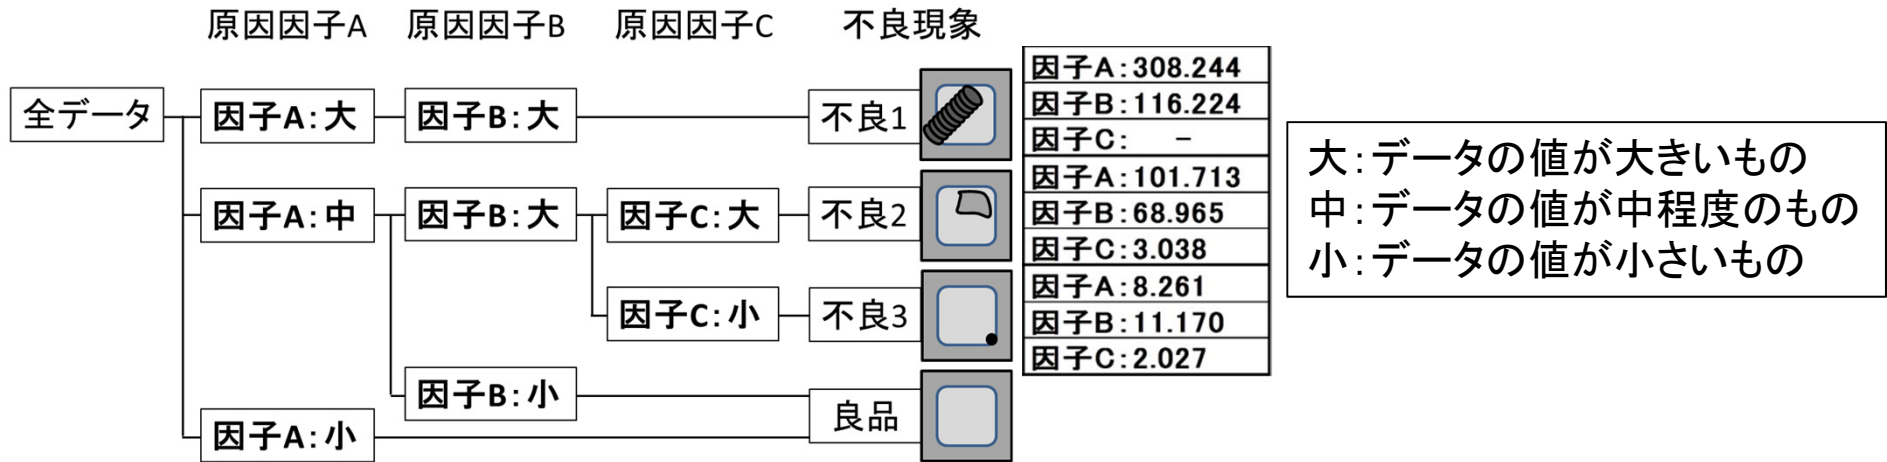 原因因子A 原因因子B 原因因子C 不良現象
全データ
因子A:大 因子B:大 不良1
因子A:中 因子B:大 因子C:大 不良2
因子C:小 不良3
因子B:小
良品
因子A:小
因子A:308.244
因子B:116.224
因子C: −
因子A:101.713
因子B:68.965
因子C:3.038
因子A:8.261
因子B:11.170
因子C:2.027
大:データの値が大きいもの
中:データの値が中程度のもの
小:データの値が小さいもの